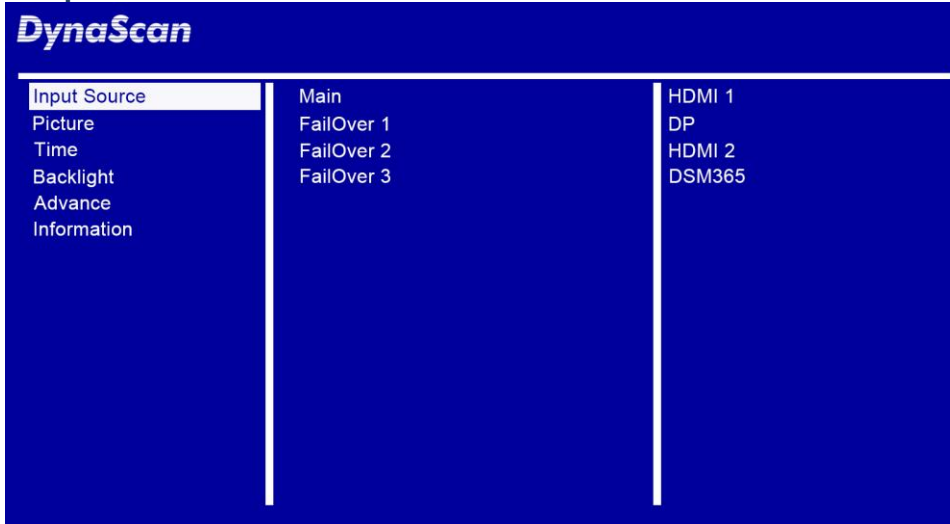 DynaScan
Input Source Main HDMI 1
Picture FailOver 1 DP
Time FailOver 2 HDMI 2
Backlight FailOver 3 DSM365
Advance
Information